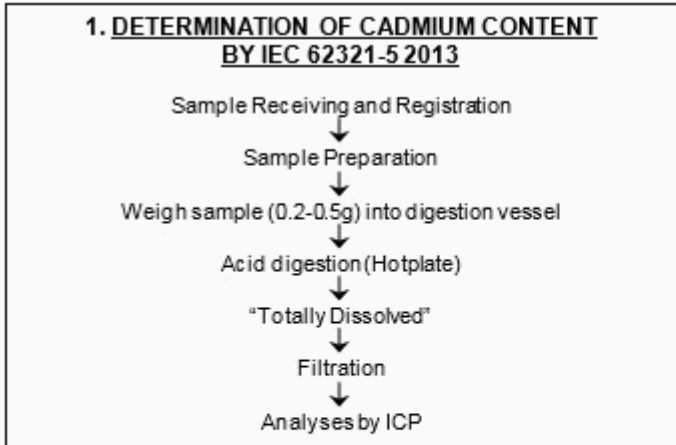 1. DETERMINATION OF CADMIUM CONTENT
BY IEC 62321-5 2013
Sample Receiving and Registration
Sample Preparation
Weigh sample (0.2-0.5g) into digestion vessel
Acid digestion (Hotplate)
“Totally Dissolved”
Filtration
Analyses by ICP